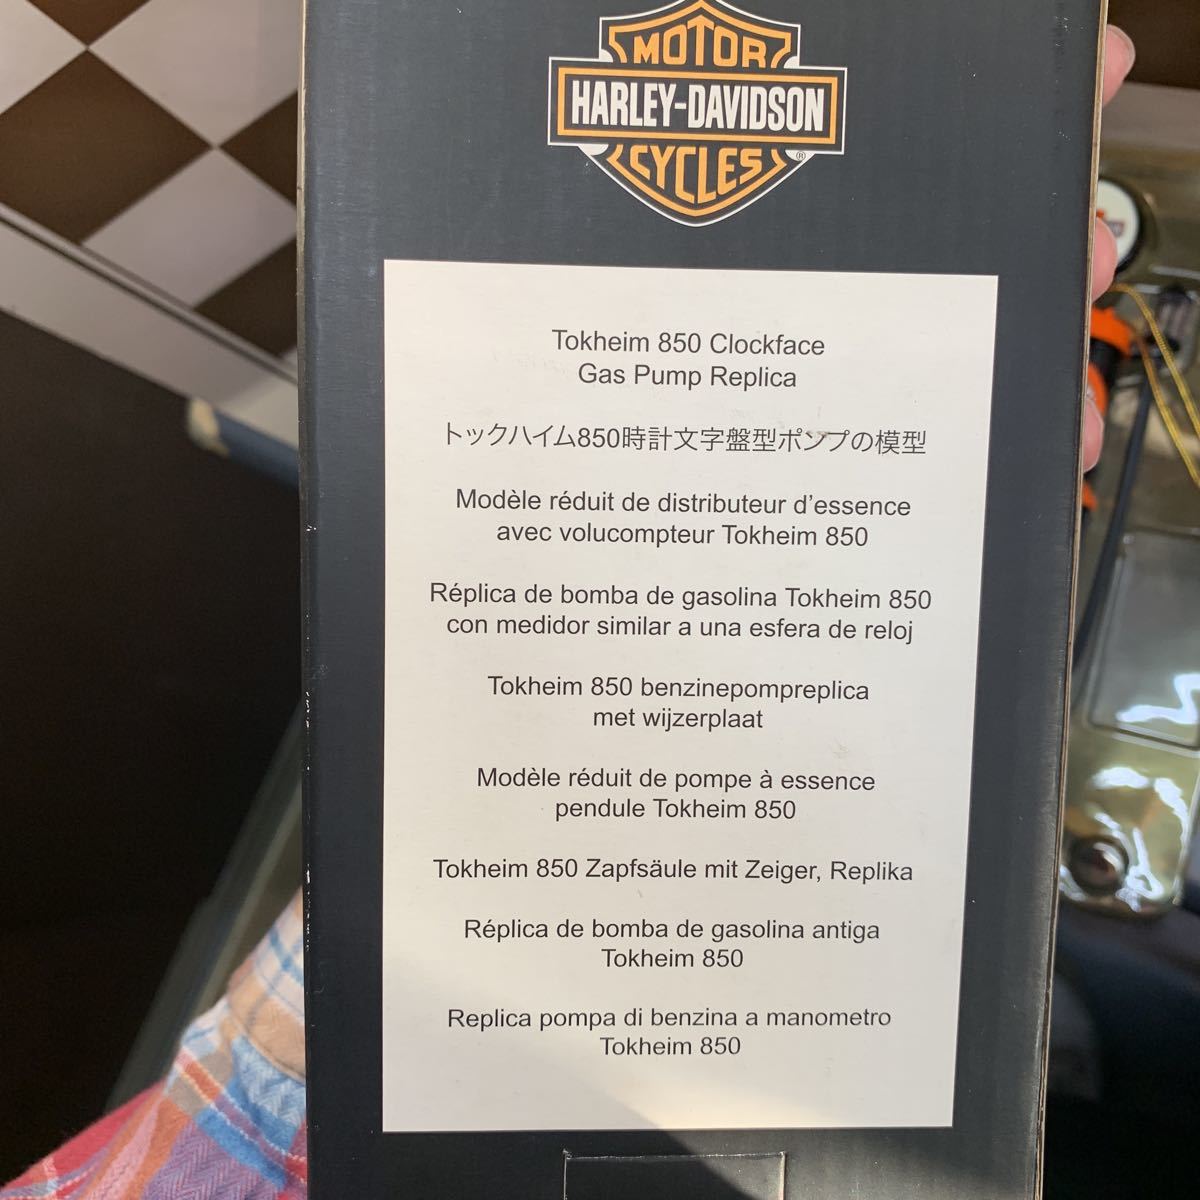 MOTOR
HARLEY-DAVIDSON
CYCLES
®
Tokheim 850 Clockface
Gas Pump Replica
トックハイム850時計文字盤型ポンプの模型
Modèle réduit de distributeur d'essence
avec volucompteur Tokheim 850
Réplica de bomba de gasolina Tokheim 850
con medidor similar a una esfera de reloj
Tokheim 850 benzinepompreplica
met wijzerplaat
Modèle réduit de pompe à essence
pendule Tokheim 850
Tokheim 850 Zapfsäule mit Zeiger, Replika
Réplica de bomba de gasolina antiga
Tokheim 850
Replica pompa di benzina a manometro
Tokheim 850